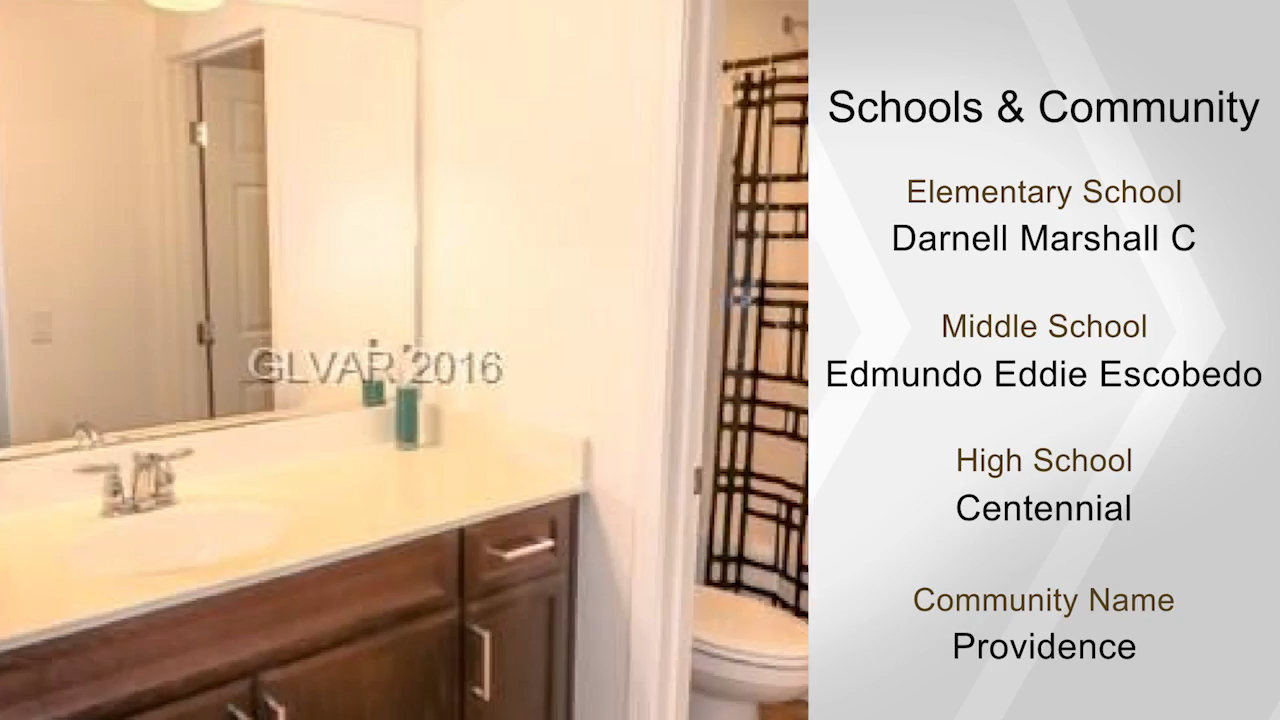 Schools & Community
Elementary School
Darnell Marshall C
Middle School
Edmundo Eddie Escobedo
High School
Centennial
Community Name
Providence
GLVAR 2016